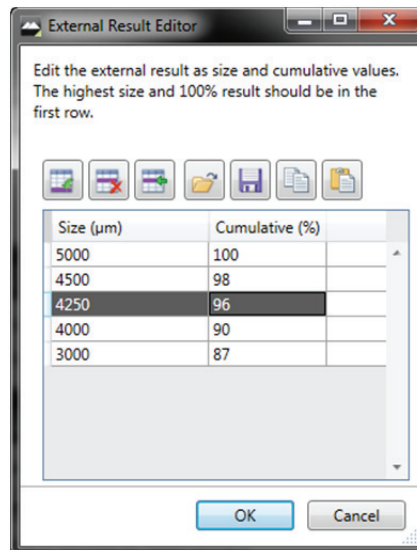 External Result Editor
Edit the external result as size and cumulative values.
The highest size and 100% result should be in the
first row.
Size (µm) Cumulative (%)
5000 100
4500 98
4250 96
4000 90
3000 87
OK Cancel